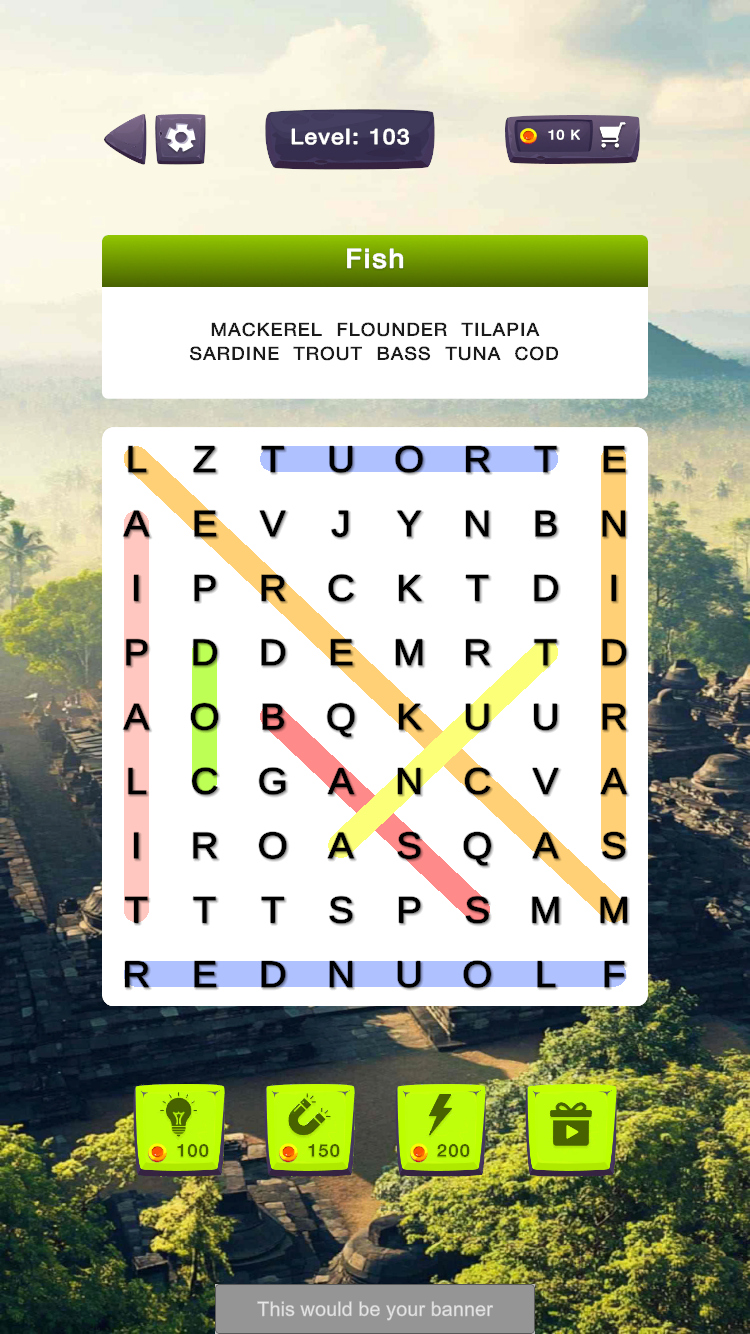 Level: 103
10 K
Fish
MACKEREL FLOUNDER TILAPIA
SARDINE TROUT BASS TUNA COD
L Z T U O R T E
A E V J Y N B N
I P R C K T D I
P D D E M R T D
A O B Q K U U R
L C G A N C V A
I R O A S Q A S
T T T S P S M M
R E D N U O L F
100 150 200
This would be your banner